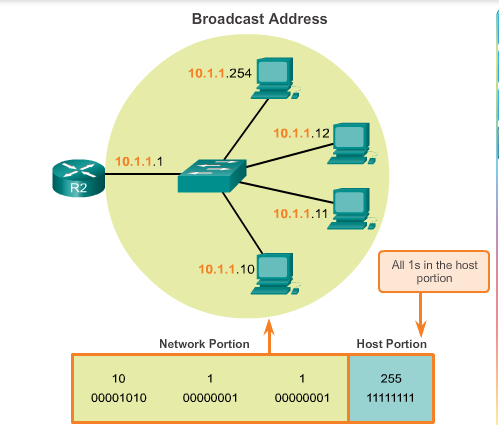 Broadcast Address
10.1.1.254
10.1.1.12
10.1.1.1
R2
10.1.1.11
10.1.1.10
All 1s in the host
portion
Network Portion Host Portion
10 1 1 255
00001010 00000001 00000001 11111111